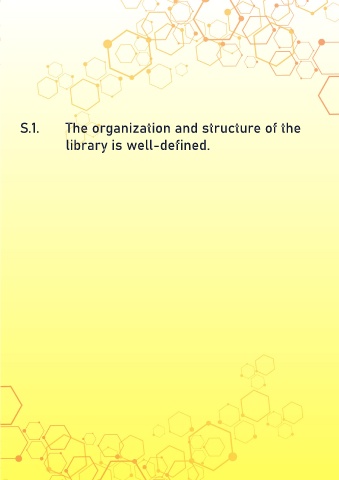 S.1. The organization and structure of the
library is well-defined.